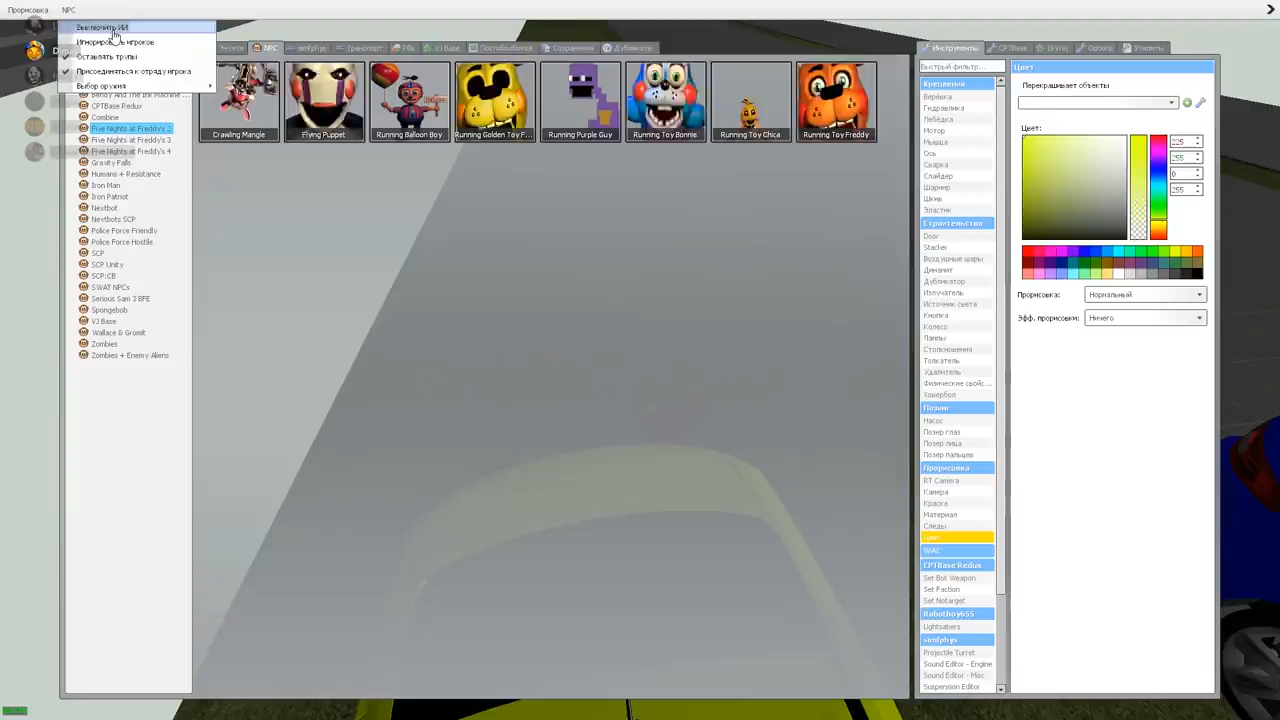 Прорисовка NPC
Выключить ИИ
Игнорировать игроков
Оставлять трупы
Присоединяться к отряду игрока
Выбор оружия
NPC
simfphys
Транспорт
Pills
VJ Base
Постобъектов
Сохранения
Дубликаты
CPTBase Redux
Combine
Five Nights at Freddy's 2
Five Nights at Freddy's 3
Five Nights at Freddy's 4
Gravity Falls
Humans + Resistance
Iron Man
Iron Patriot
Nextbot
Nextbots SCP
Police Force Friendly
Police Force Hostile
SCP
SCP Unity
SCP:CB
SWAT NPCs
Serious Sam 3 BFE
Spongebob
VJ Base
Wallace & Gromit
Zombies
Zombies + Enemy Aliens
Crawling Mangle
Flying Puppet
Running Balloon Boy
Running Golden Toy F...
Running Purple Guy
Running Toy Bonnie
Running Toy Chica
Running Toy Freddy
Инструменты
CPTBase
Options
Утилиты
Быстрый фильтр...
Крепления
Верёвка
Гидравлика
Лебёдка
Мотор
Мышца
Ось
Сварка
Слайдер
Шарнир
Шкив
Эластик
Строительство
Door
Stacker
Воздушные шары
Динамит
Дубликатор
Излучатель
Источник света
Кнопка
Колесо
Лампы
Столкновения
Толкатель
Удалитель
Физические свойс...
Ховербол
Позинг
Насос
Позер глаз
Позер лица
Позер пальцев
Прорисовка
RT Camera
Камера
Краска
Материал
Следы
Цвет
WAC
CPTBase Redux
Set Bot Weapon
Set Faction
Set Notarget
Robotboy655
Lightsabers
simfphys
Projectile Turret
Sound Editor - Engine
Sound Editor - Misc
Suspension Editor
Цвет
Перекрашивает объекты
Цвет:
225
255
0
255
Прорисовка:
Нормальный
Эфф. прорисовки:
Ничего